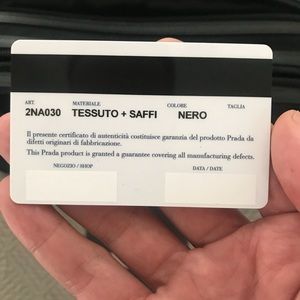 ART. MATERIALE COLORE TAGLIA
2NA030 TESSUTO + SAFFI NERO
Il presente certificato di autenticità costituisce garanzia del prodotto Prada da
difetti originari di fabbricazione.
This Prada product is granted a guarantee covering all manufacturing defects.
NEGOZIO / SHOP DATA / DATE